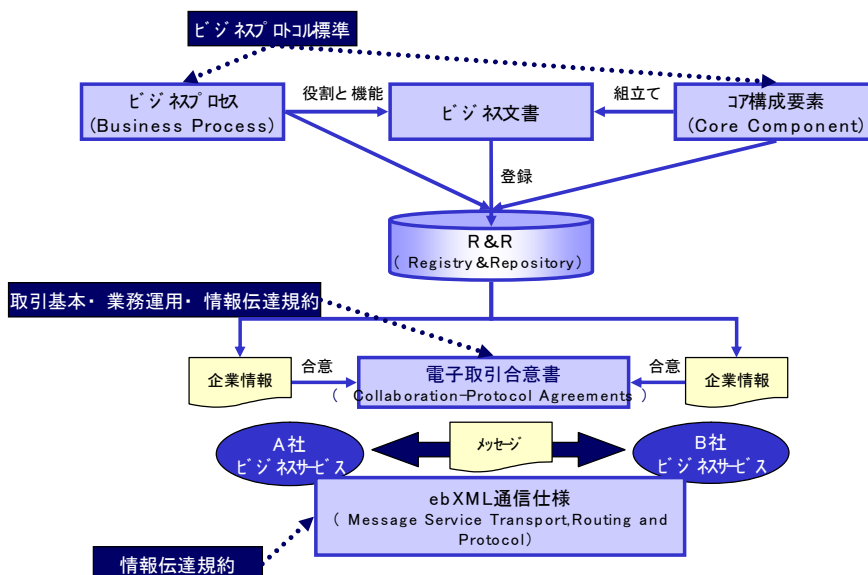 ビジネスプロトコル標準
ビジネスプロセス
(Business Process)
役割と機能
ビジネス文書
組立て
コア構成要素
(Core Component)
登録
R&R
( Registry&Repository)
取引基本・業務運用・情報伝達規約
企業情報
合意
電子取引合意書
( Collaboration-Protocol Agreements )
合意
企業情報
A社
ビジネスサービス
メッセージ
B社
ビジネスサービス
ebXML通信仕様
( Message Service Transport,Routing and
Protocol)
情報伝達規約